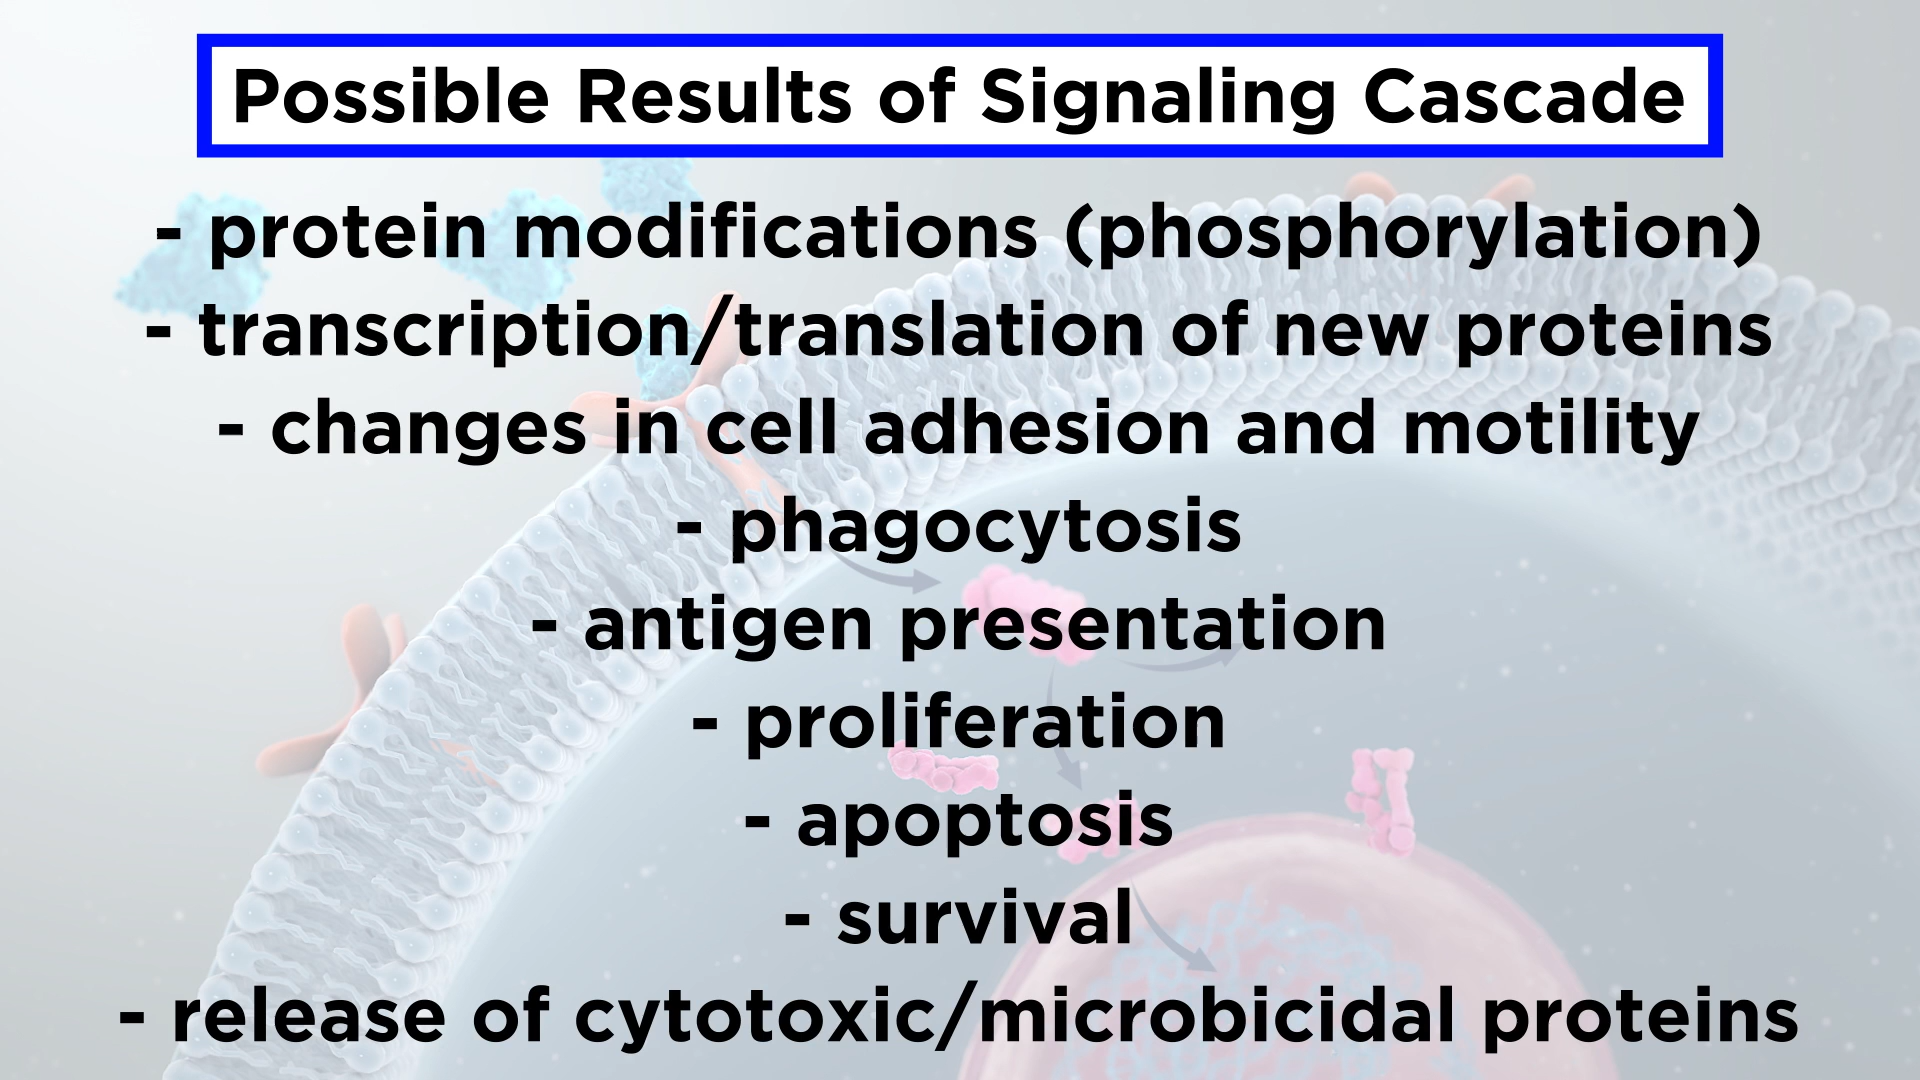 Possible Results of Signaling Cascade
- protein modifications (phosphorylation)
- transcription/translation of new proteins
- changes in cell adhesion and motility
- phagocytosis
- antigen presentation
- proliferation
- apoptosis
- survival
- release of cytotoxic/microbicidal proteins